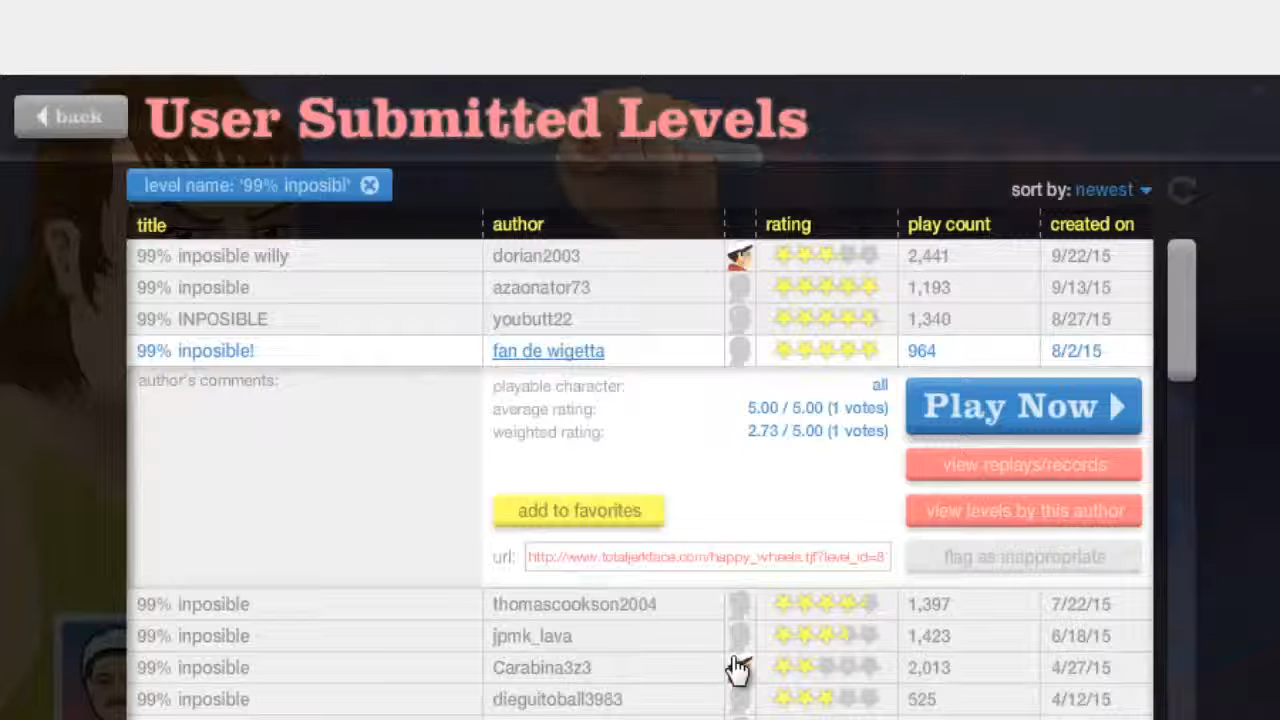 back
User Submitted Levels
level name: '99% inposibl'
sort by: newest
title author rating play count created on
99% inposible willy dorian2003 2,441 9/22/15
99% inposible azaonator73 1,193 9/13/15
99% INPOSIBLE youbutt22 1,340 8/27/15
99% inposible! fan de wigetta 964 8/2/15
author's comments:
playable character: all
average rating: 5.00 / 5.00 (1 votes)
weighted rating: 2.73 / 5.00 (1 votes)
Play Now
view replays/records
add to favorites
view levels by this author
url: http://www.totaljerkface.com/happy_wheels.tjf?level_id=8
flag as inappropriate
99% inposible thomascookson2004 1,397 7/22/15
99% inposible jpmk_lava 1,423 6/18/15
99% inposible Carabina3z3 2,013 4/27/15
99% inposible dieguitoball3983 525 4/12/15